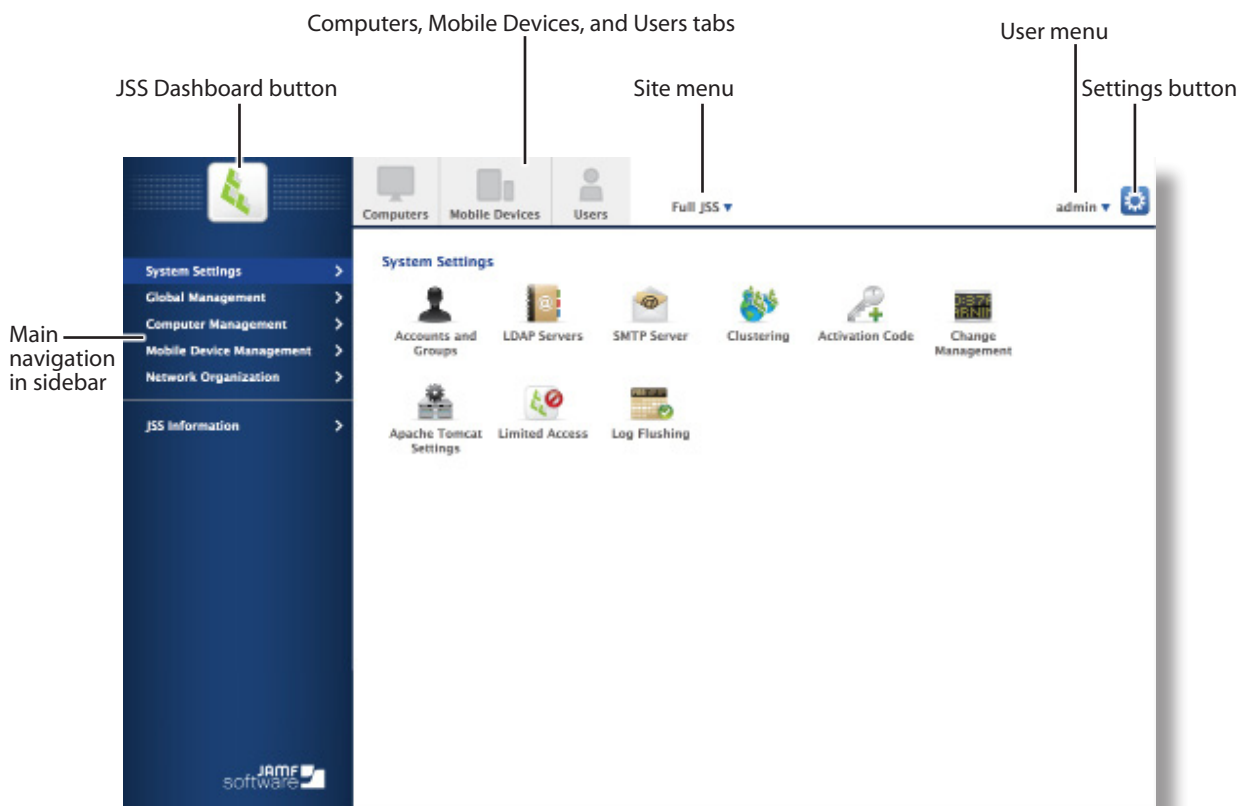 Computers, Mobile Devices, and Users tabs
User menu
JSS Dashboard button
Site menu
Settings button
Computers
Mobile Devices
Users
Full JSS
admin
System Settings
Global Management
Computer Management
Mobile Device Management
Network Organization
JSS Information
Main
navigation
in sidebar
System Settings
Accounts and
Groups
LDAP Servers
SMTP Server
Clustering
Activation Code
Change
Management
Apache Tomcat
Settings
Limited Access
Log Flushing
JAMF
software